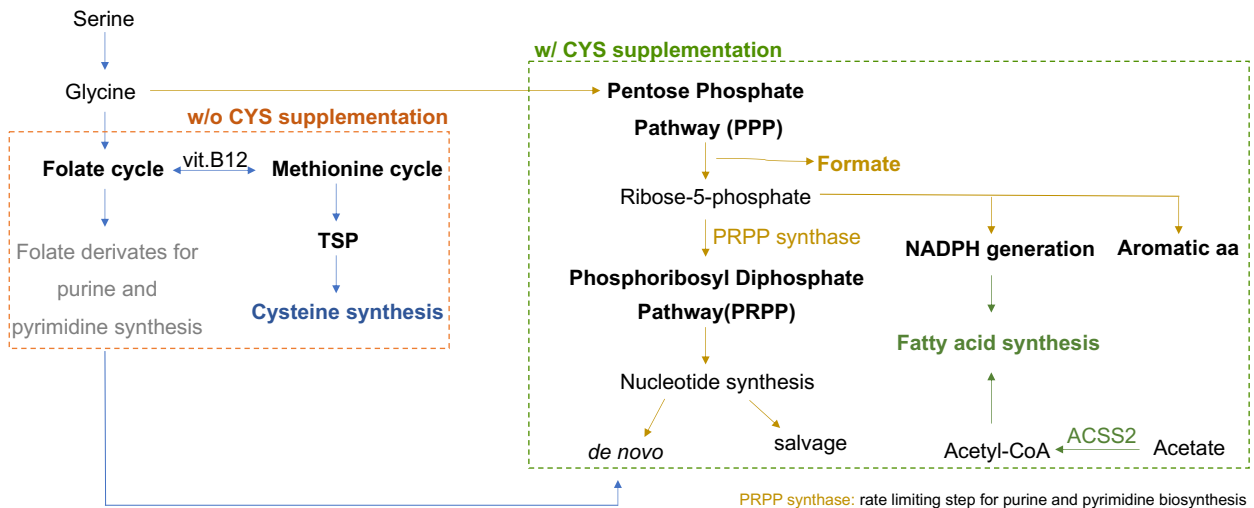 Serine
Glycine
w/o CYS supplementation
Folate cycle
vit.B12
Methionine cycle
TSP
Folate derivates for
purine and
pyrimidine synthesis
Cysteine synthesis
w/ CYS supplementation
Pentose Phosphate
Pathway (PPP)
Formate
Ribose-5-phosphate
PRPP synthase
NADPH generation
Aromatic aa
Phosphoribosyl Diphosphate
Pathway(PRPP)
Fatty acid synthesis
Nucleotide synthesis
de novo
salvage
Acetyl-CoA
ACSS2
Acetate
PRPP synthase: rate limiting step for purine and pyrimidine biosynthesis